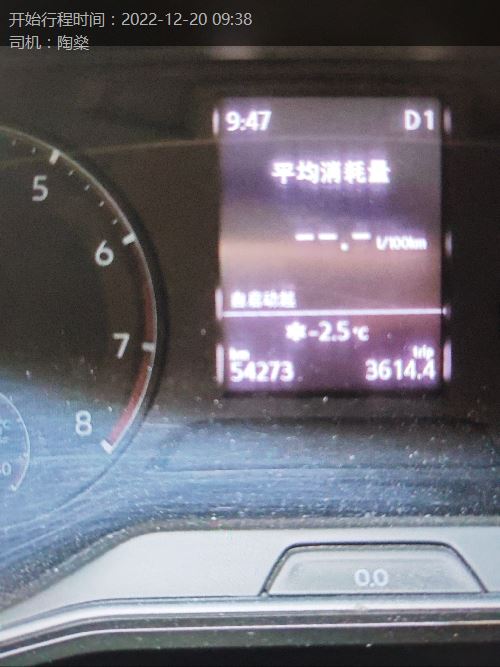 开始行程时间：2022-12-20 09:38
司机：陶燊
9:47 D1
平均消耗量
--.- l/100km
自启动起
5
6
7
8
-2.5℃
km trip
54273 3614.4
0.0